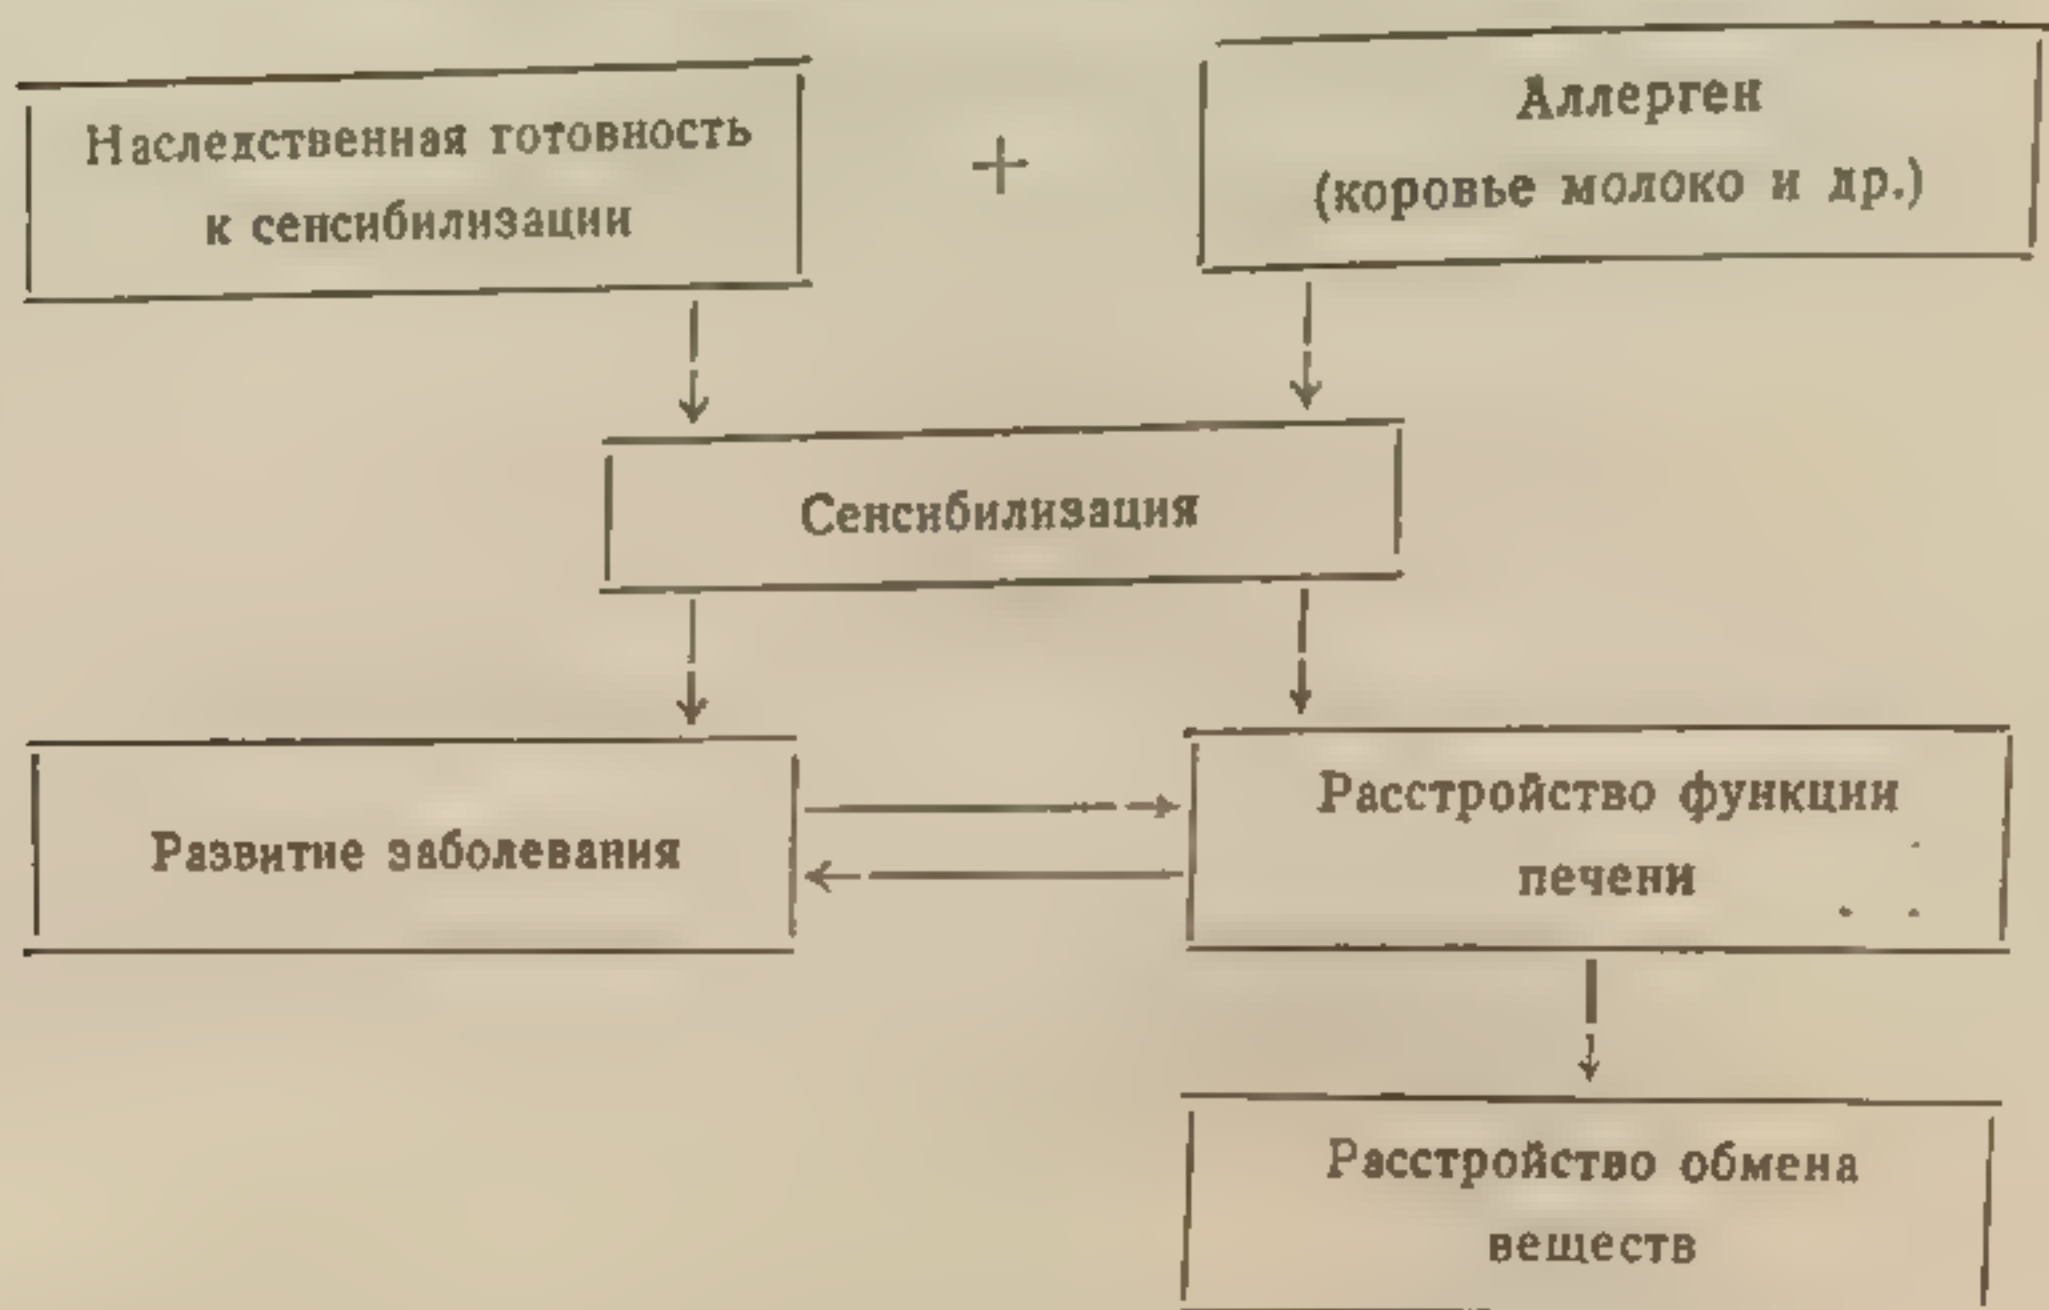 Наследственная готовность
к сенсибилизации
+
Аллерген
(коровье молоко и др.)
Сенсибилизация
Развитие заболевания
Расстройство функции
печени
Расстройство обмена
веществ